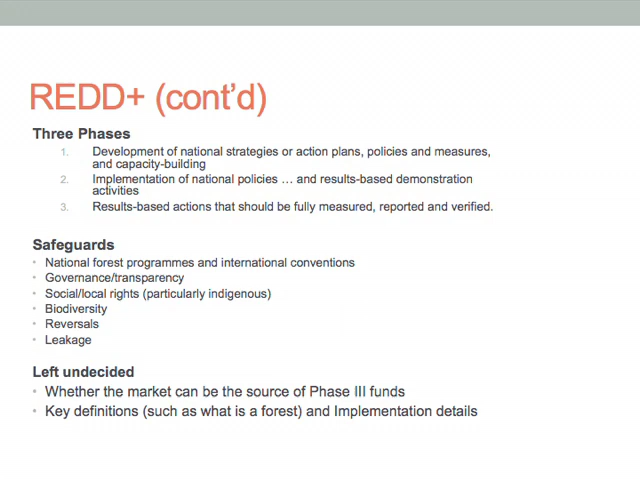 REDD+ (cont’d)
Three Phases
1. Development of national strategies or action plans, policies and measures,
and capacity-building
2. Implementation of national policies … and results-based demonstration
activities
3. Results-based actions that should be fully measured, reported and verified.
Safeguards
• National forest programmes and international conventions
• Governance/transparency
• Social/local rights (particularly indigenous)
• Biodiversity
• Reversals
• Leakage
Left undecided
• Whether the market can be the source of Phase III funds
• Key definitions (such as what is a forest) and Implementation details